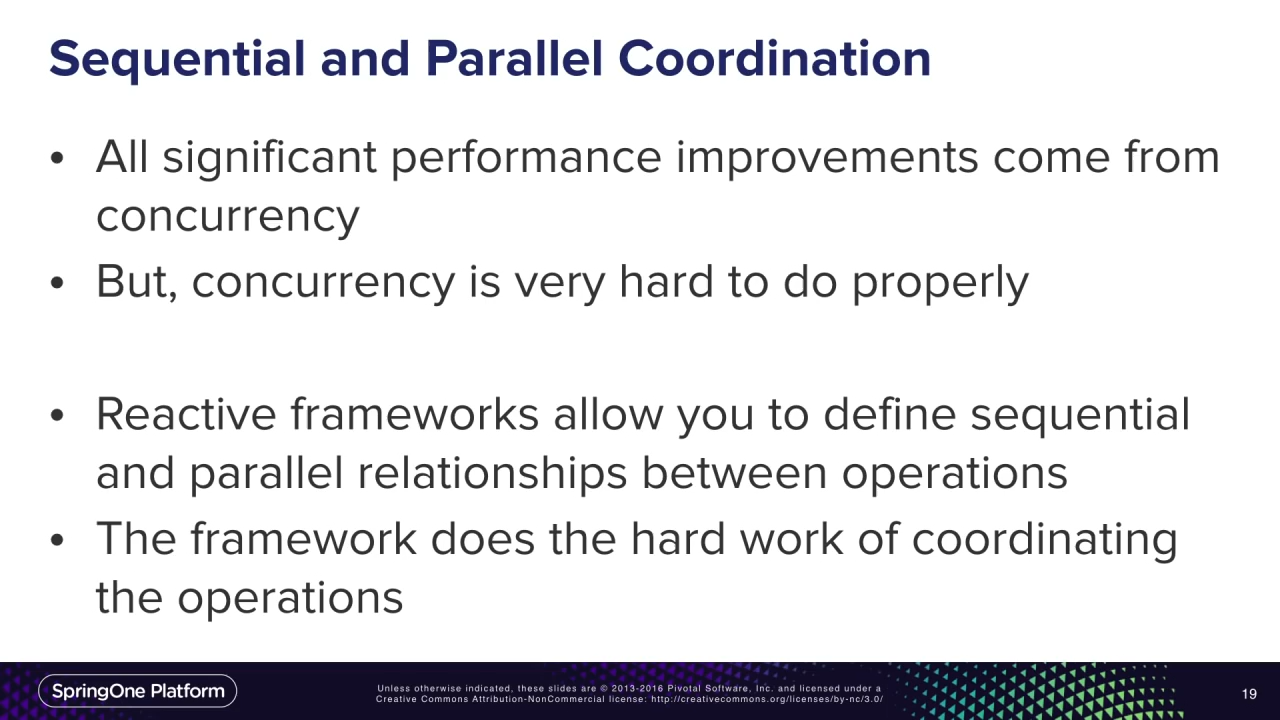 Sequential and Parallel Coordination
• All significant performance improvements come from
concurrency
• But, concurrency is very hard to do properly
• Reactive frameworks allow you to define sequential
and parallel relationships between operations
• The framework does the hard work of coordinating
the operations
SpringOne Platform
Unless otherwise indicated, these slides are © 2013-2016 Pivotal Software, Inc. and licensed under a
Creative Commons Attribution-NonCommercial license: http://creativecommons.org/licenses/by-nc/3.0/
19